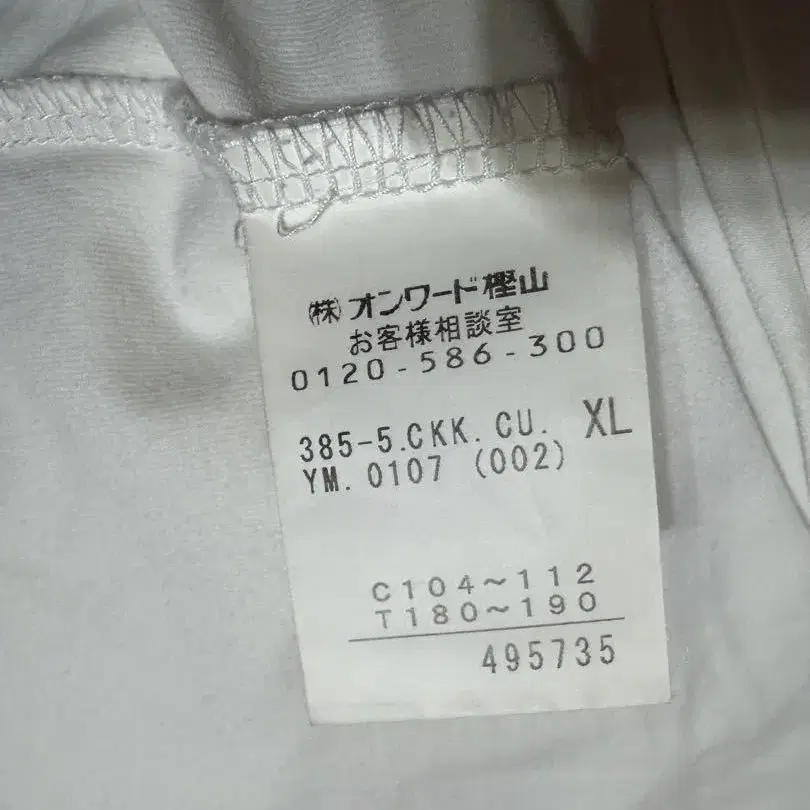 ㈱オンワード樫山
お客様相談室
0120-586-300
385-5.CKK.CU. XL
YM.0107 (002)
C104～112
T180～190
495735